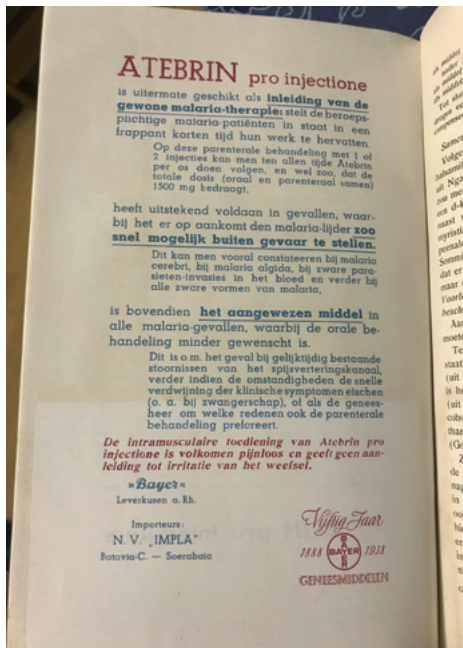 ATEBRIN pro injectione
is uitermate geschikt als inleiding van de
gewone malaria-therapie: stelt de beroeps-
plichtige malaria-patiënten in staat in een
frappant korten tijd hun werk te hervatten.
Op deze parenterale behandeling met 1 of
2 injecties kan men ten allen tijde Atebrin
per os doen volgen, en wel zoo, dat de
totale dosis (oraal en parenteraal samen)
1500 mg bedraagt.
heeft uitstekend voldaan in gevallen, waar-
bij het er op aankomt den malaria-lijder zoo
snel mogelijk buiten gevaar te stellen.
Dit kan men vooral constateeren bij malaria
cerebri, bij malaria algida, bij zware para-
sieten-invasies in het bloed en verder bij
alle zware vormen van malaria.
is bovendien het aangewezen middel in
alle malaria-gevallen, waarbij de orale be-
handeling minder gewenscht is.
Dit is o.m. het geval bij gelijktijdig bestaande
stoornissen van het spijsverteringskanaal,
verder indien de omstandigheden de snelle
verdwijning der klinische symptomen eischen
(o. a. bij zwangerschap), of als de genees-
heer om welke redenen ook de parenterale
behandeling prefereert.
De intramusculaire toediening van Atebrin pro
injectione is volkomen pijnloos en geeft geen aan-
leiding tot irritatie van het weefsel.
»Bayer«
Leverkusen a. Rh.
Importeurs:
N. V. „IMPLA"
Batavia-C. — Soerabaia
Vijftig Jaar
1888 BAYER 1938
GENEESMIDDELEN